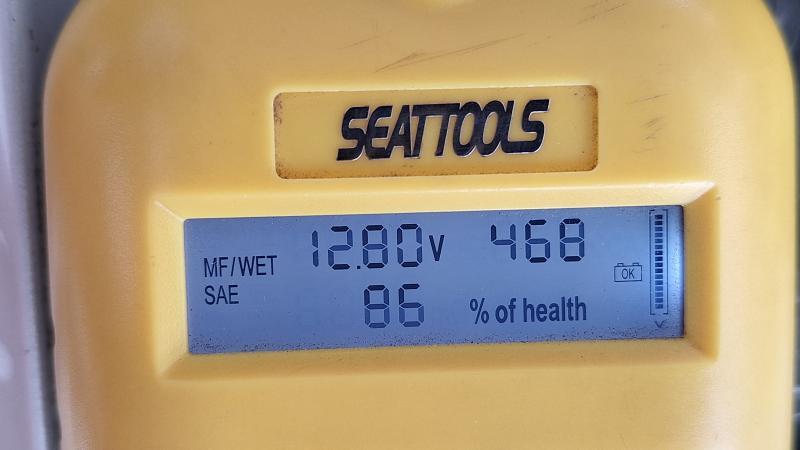 SEATTOOLS
MF/WET 12.80V 468
SAE 86 % of health
OK